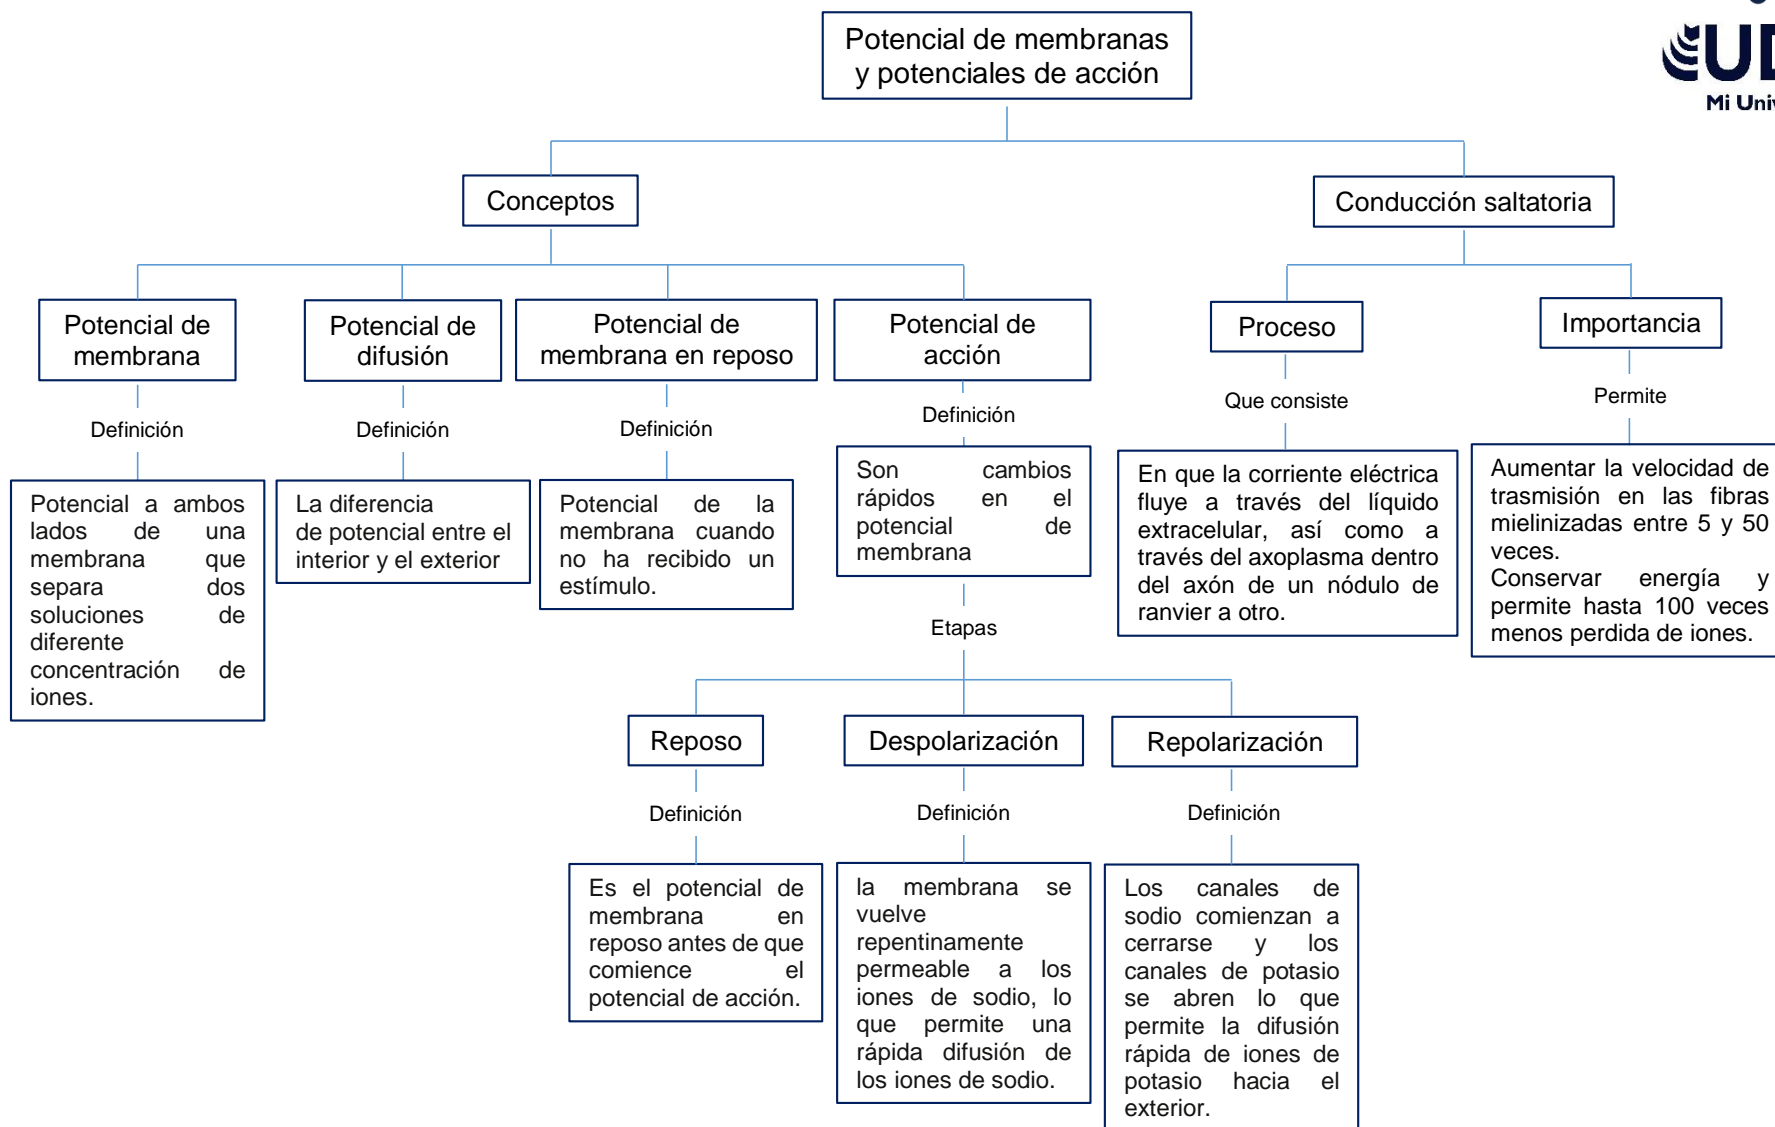 Potencial de membranas
y potenciales de acción
Mi Univ
Conceptos
Conducción saltatoria
Potencial de
membrana
Potencial de
difusión
Potencial de
membrana en reposo
Potencial de
acción
Proceso
Importancia
Definición
Definición
Definición
Definición
Que consiste
Permite
Potencial a ambos
lados de una
membrana que
separa dos
soluciones de
diferente
concentración de
iones.
La diferencia
de potencial entre el
interior y el exterior
Potencial de la
membrana cuando
no ha recibido un
estímulo.
Son cambios
rápidos en el
potencial de
membrana
En que la corriente eléctrica
fluye a través del líquido
extracelular, así como a
través del axoplasma dentro
del axón de un nódulo de
ranvier a otro.
Aumentar la velocidad de
trasmisión en las fibras
mielinizadas entre 5 y 50
veces.
Conservar energía y
permite hasta 100 veces
menos perdida de iones.
Etapas
Reposo
Despolarización
Repolarización
Definición
Definición
Definición
Es el potencial de
membrana en
reposo antes de que
comience el
potencial de acción.
la membrana se
vuelve
repentinamente
permeable a los
iones de sodio, lo
que permite una
rápida difusión de
los iones de sodio.
Los canales de
sodio comienzan a
cerrarse y los
canales de potasio
se abren lo que
permite la difusión
rápida de iones de
potasio hacia el
exterior.